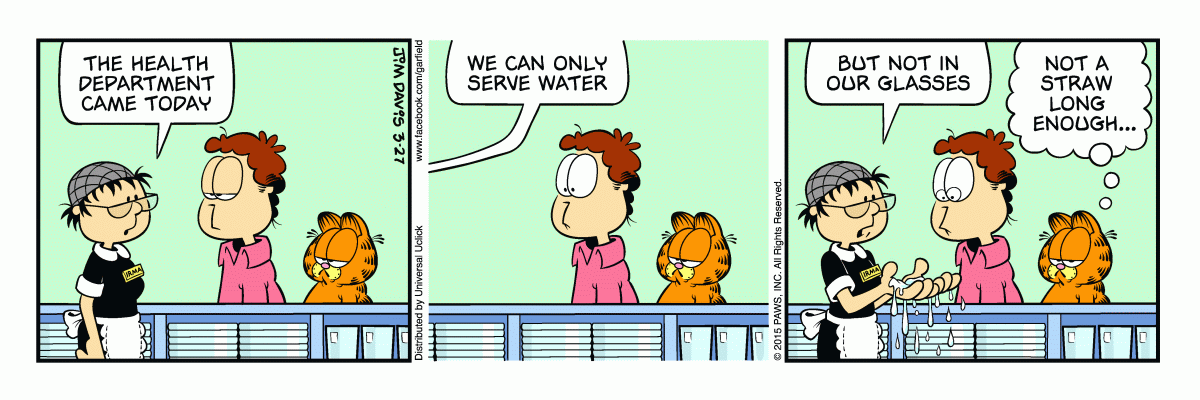 THE HEALTH
DEPARTMENT
CAME TODAY
JIM DAVIS 3-27
IRMA
www.facebook.com/garfield
Distributed by Universal Uclick
WE CAN ONLY
SERVE WATER
© 2015 PAWS, INC. All Rights Reserved.
BUT NOT IN
OUR GLASSES
NOT A
STRAW
LONG
ENOUGH...
IRMA